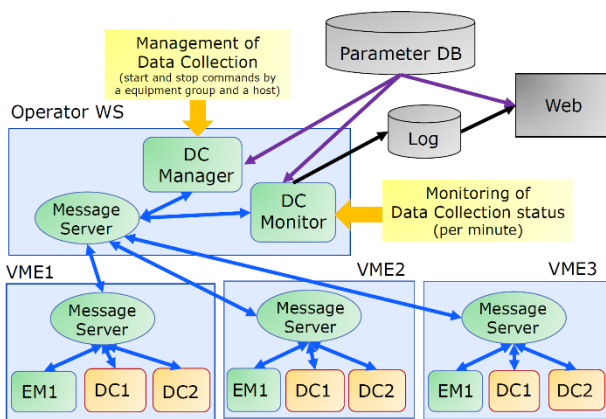 Management of
Data Collection
(start and stop commands by
a equipment group and a host)
Parameter DB
Web
Log
Operator WS
DC
Manager
DC
Monitor
Message
Server
Monitoring of
Data Collection status
(per minute)
VME1
Message
Server
EM1
DC1
DC2
VME2
Message
Server
EM1
DC1
DC2
VME3
Message
Server
EM1
DC1
DC2